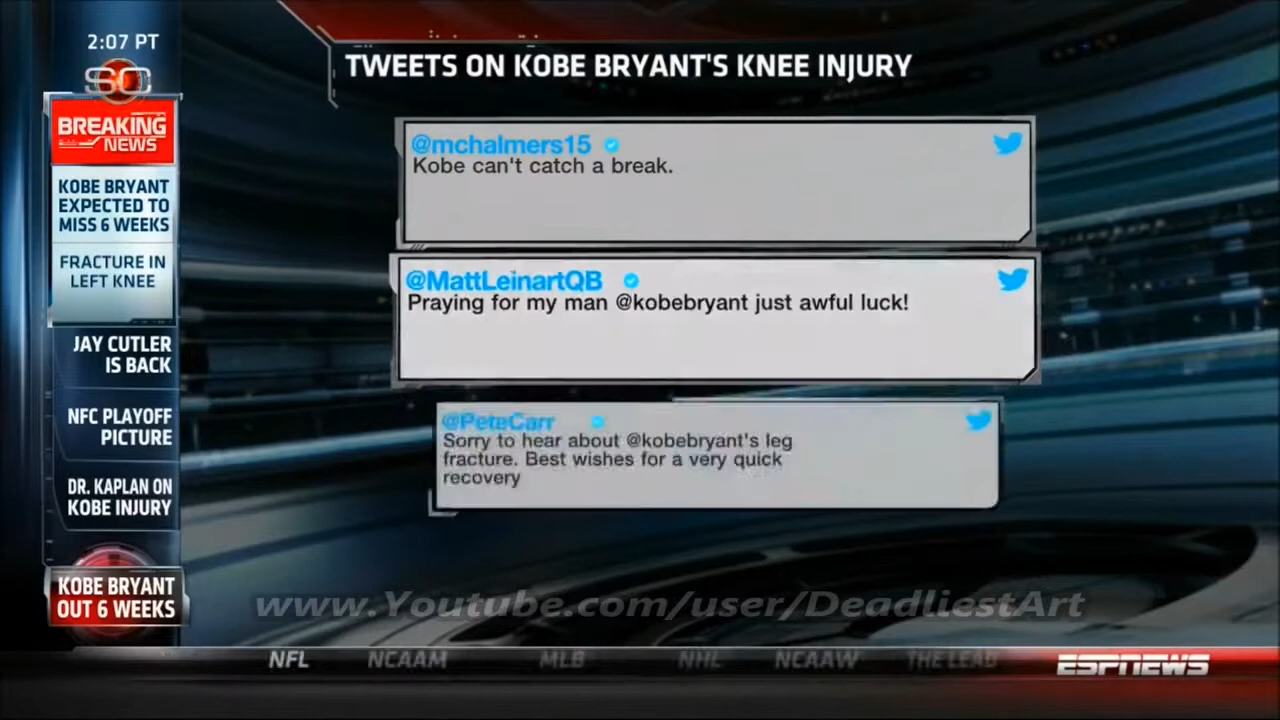 2:07 PT
SC
BREAKING
NEWS
KOBE BRYANT
EXPECTED TO
MISS 6 WEEKS
FRACTURE IN
LEFT KNEE
JAY CUTLER
IS BACK
NFC PLAYOFF
PICTURE
DR. KAPLAN ON
KOBE INJURY
KOBE BRYANT
OUT 6 WEEKS
TWEETS ON KOBE BRYANT'S KNEE INJURY
@mchalmers15
Kobe can't catch a break.
@MattLeinartQB
Praying for my man @kobebryant just awful luck!
@PeteCarr
Sorry to hear about @kobebryant's leg
fracture. Best wishes for a very quick
recovery
www.Youtube.com/user/DeadliestArt
NFL NCAAM MLB NHL NCAAW THE LEAD ESPNEWS